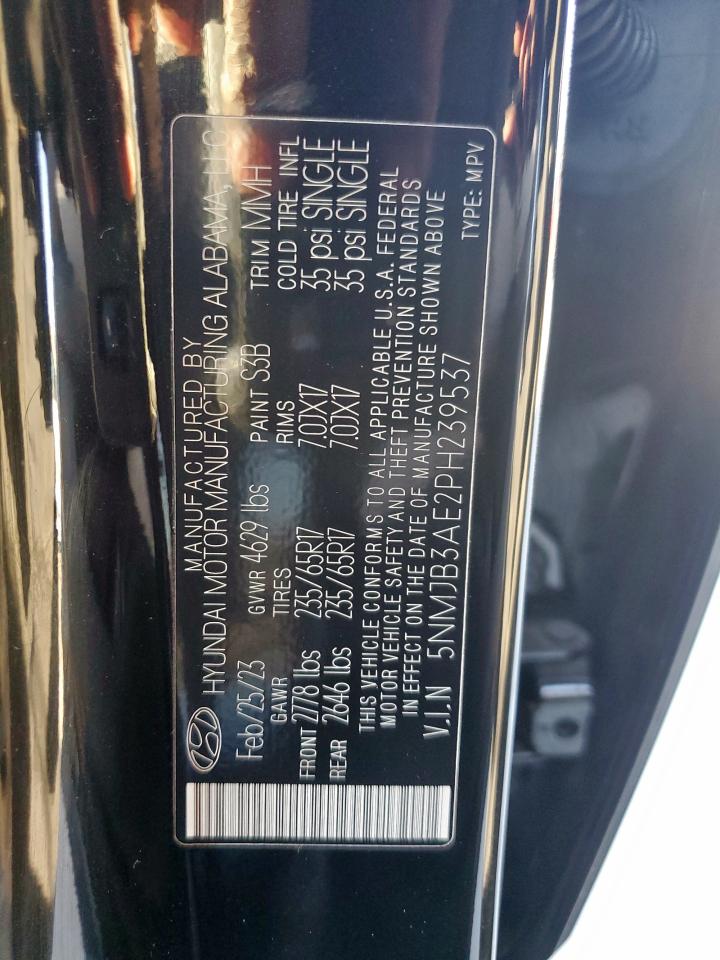 MANUFACTURED BY
HYUNDAI MOTOR MANUFACTURING ALABAMA, LLC
Feb/25/23 GVWR 4629 lbs PAINT S3B TRIM MMH
GAWR TIRES RIMS COLD TIRE INFL
FRONT 2778 lbs 235/65R17 7.0JX17 35 psi SINGLE
REAR 2646 lbs 235/65R17 7.0JX17 35 psi SINGLE
THIS VEHICLE CONFORMS TO ALL APPLICABLE U.S.A. FEDERAL
MOTOR VEHICLE SAFETY AND THEFT PREVENTION STANDARDS
IN EFFECT ON THE DATE OF MANUFACTURE SHOWN ABOVE
V.I.N 5NMJB3AE2PH239537
TYPE: MPV